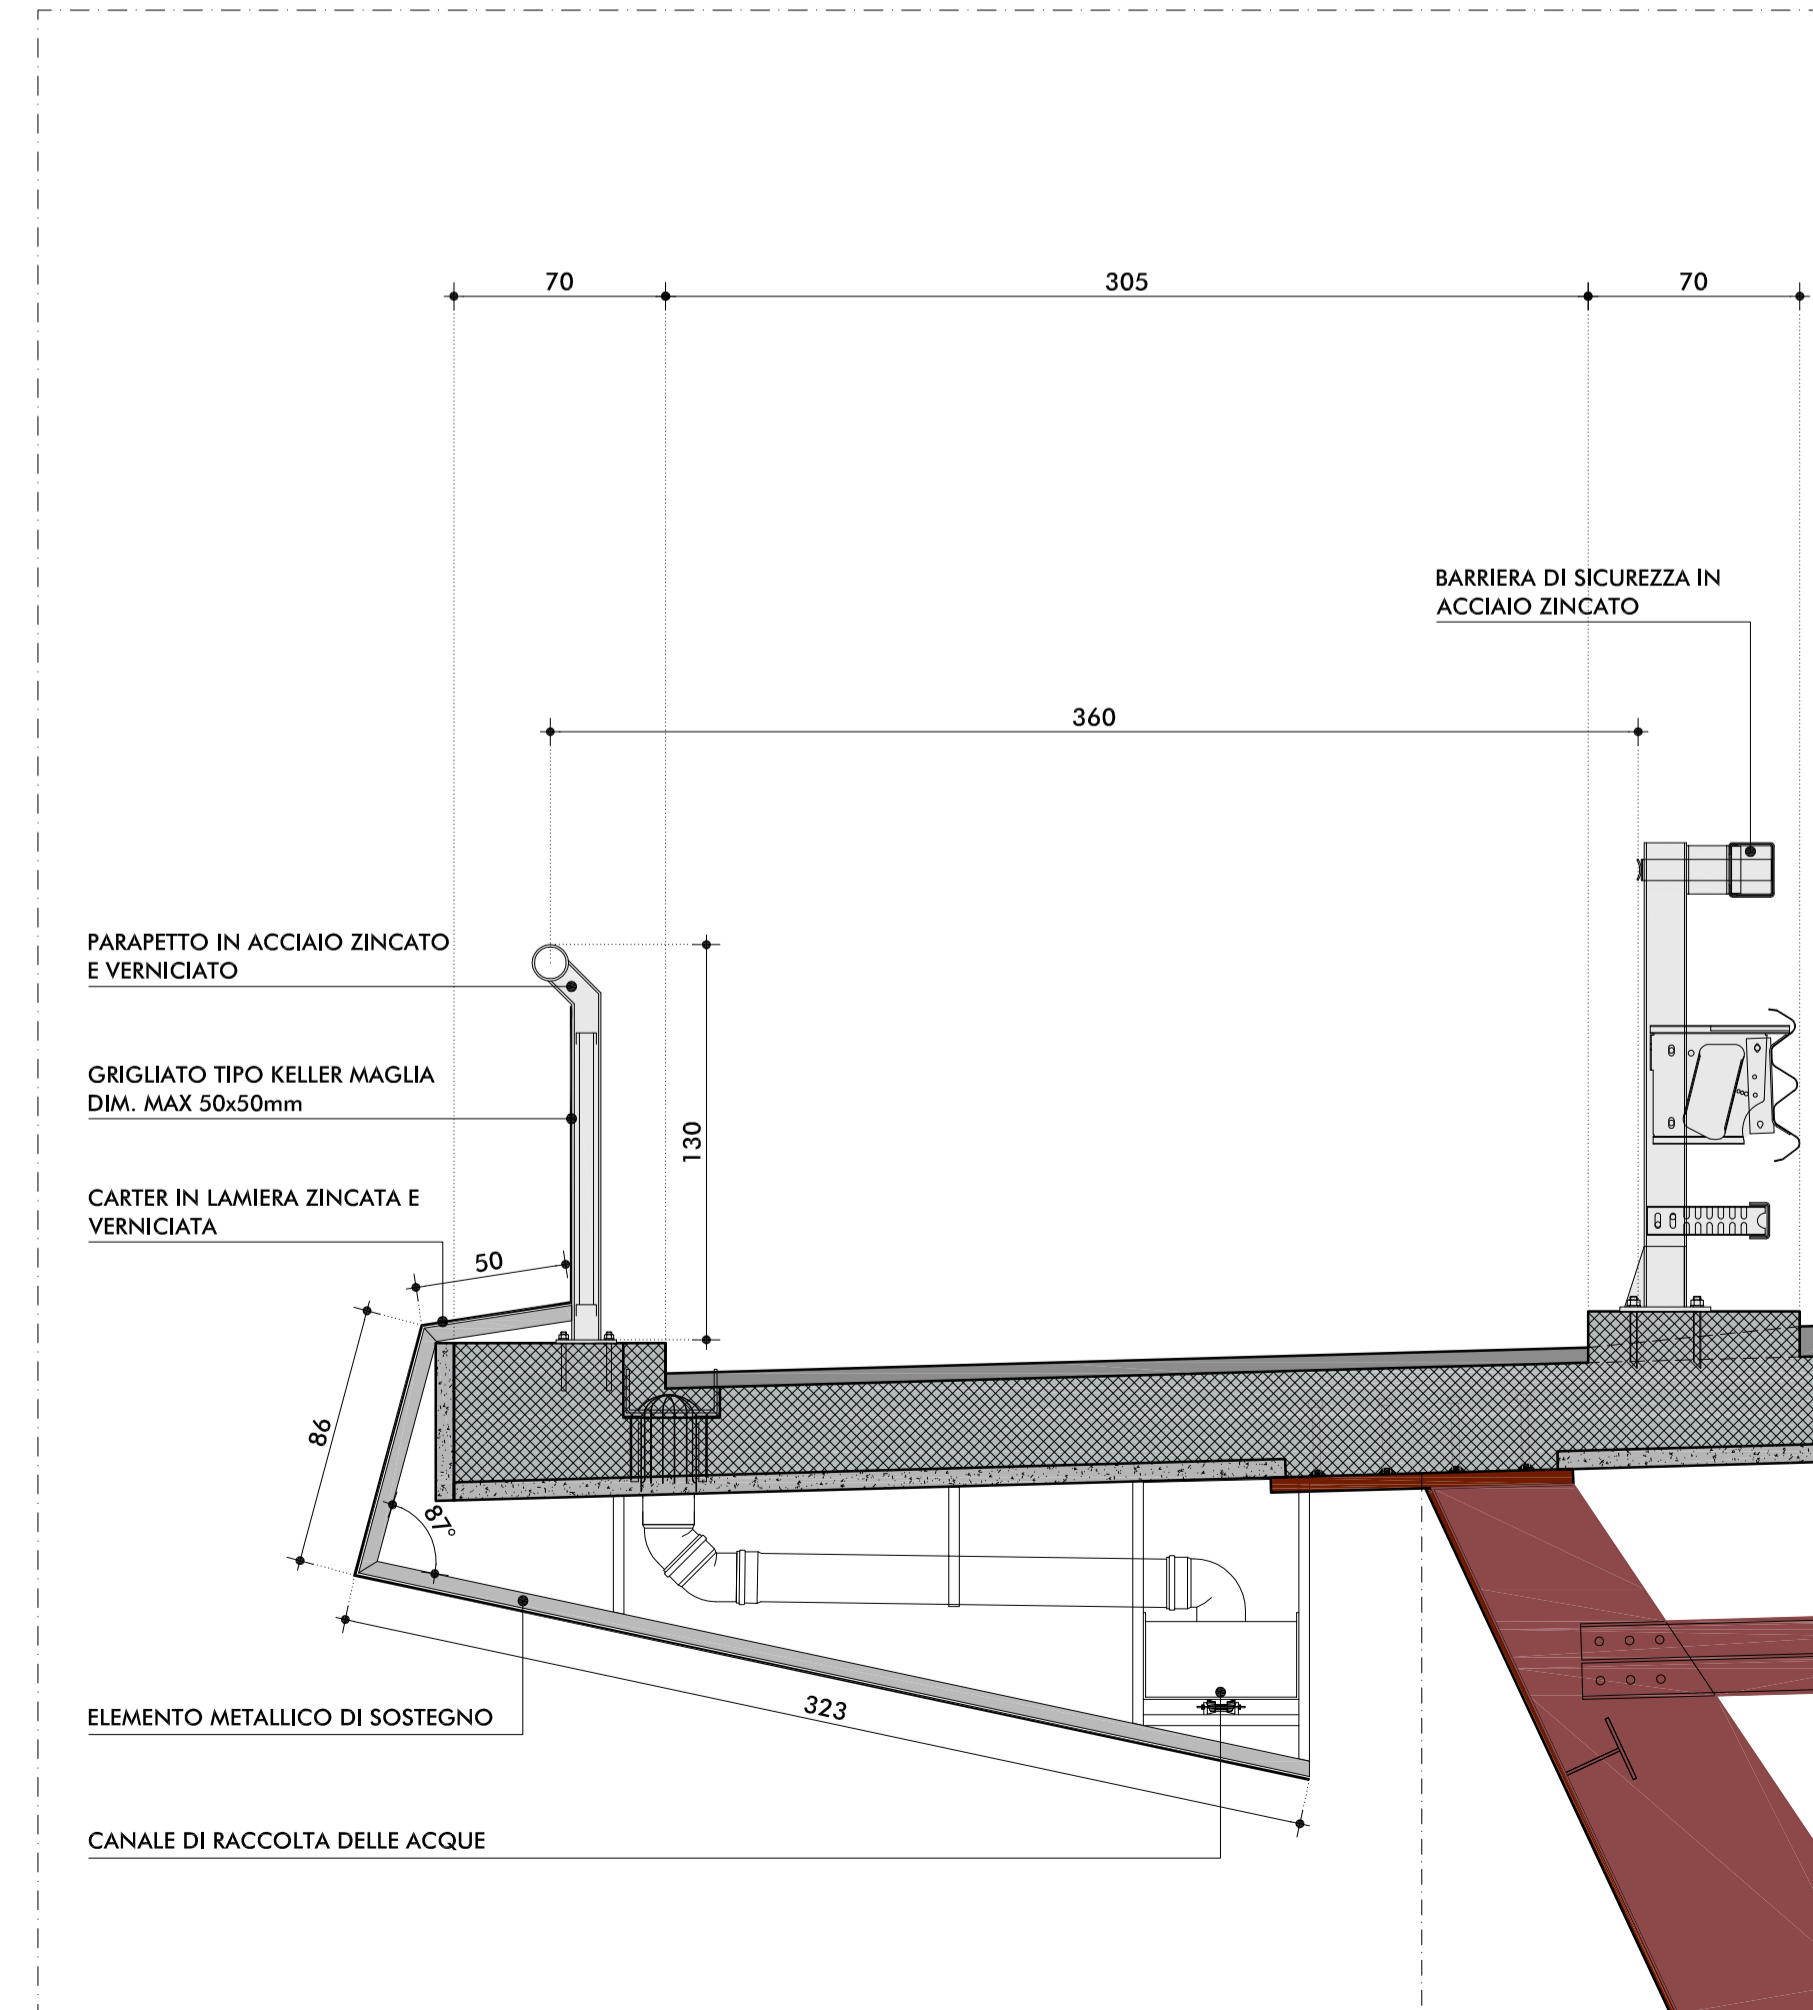 70
305
70
BARRIERA DI SICUREZZA IN
ACCIAIO ZINCATO
360
PARAPETTO IN ACCIAIO ZINCATO
E VERNICIATO
GRIGLIATO TIPO KELLER MAGLIA
DIM. MAX 50x50mm
130
CARTER IN LAMIERA ZINCATA E
VERNICIATA
50
86
87°
ELEMENTO METALLICO DI SOSTEGNO
323
CANALE DI RACCOLTA DELLE ACQUE